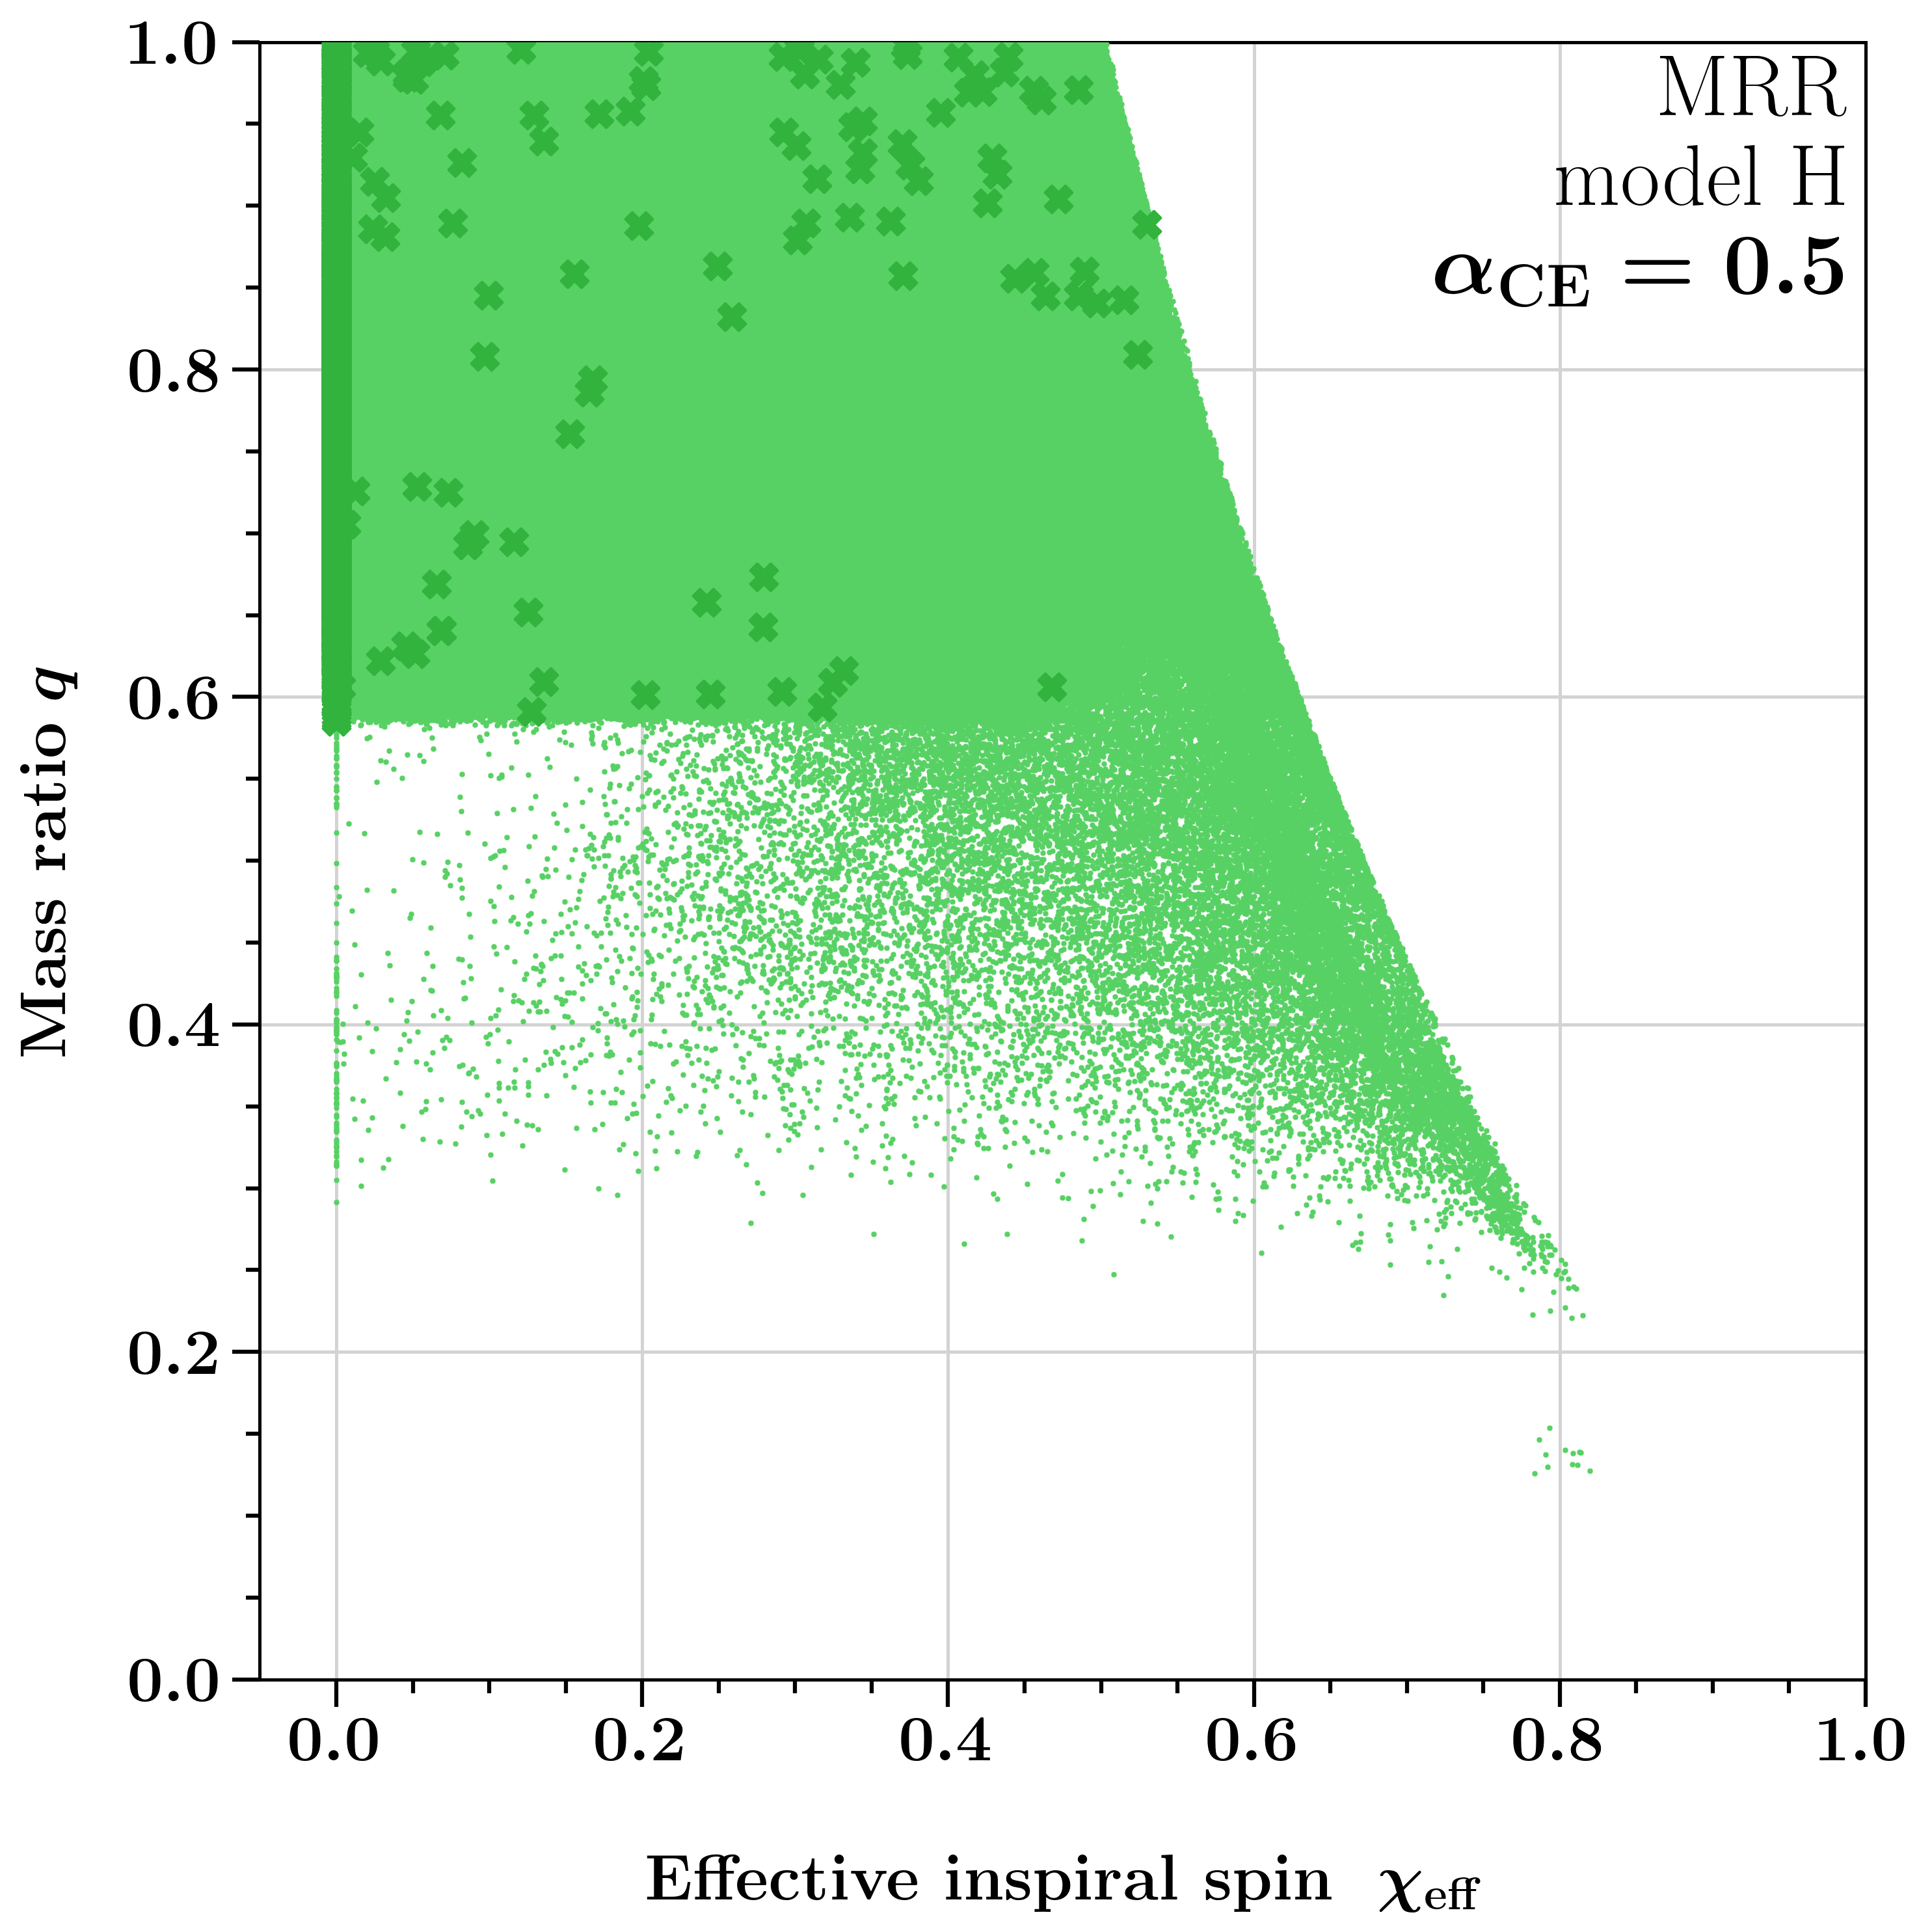 MRR
model H
α_CE = 0.5
1.0
0.8
0.6
0.4
0.2
0.0
Mass ratio q
0.0 0.2 0.4 0.6 0.8 1.0
Effective inspiral spin χ_eff